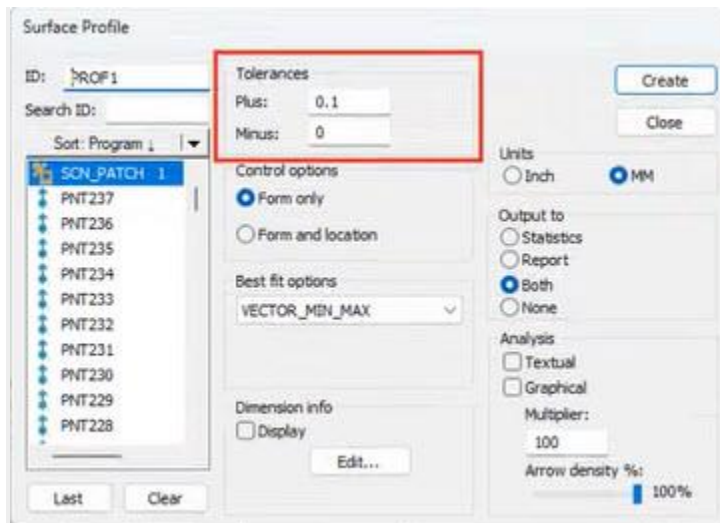 Surface Profile
ID: PROF1
Search ID:
Sort: Program ↓
SCN_PATCH 1
PNT237
PNT236
PNT235
PNT234
PNT233
PNT232
PNT231
PNT230
PNT229
PNT228
Last Clear
Tolerances
Plus: 0.1
Minus: 0
Control options
Form only
Form and location
Best fit options
VECTOR_MIN_MAX
Dimension info
Display
Edit...
Create
Close
Units
Inch MM
Output to
Statistics
Report
Both
None
Analysis
Textual
Graphical
Multiplier:
100
Arrow density %:
100%